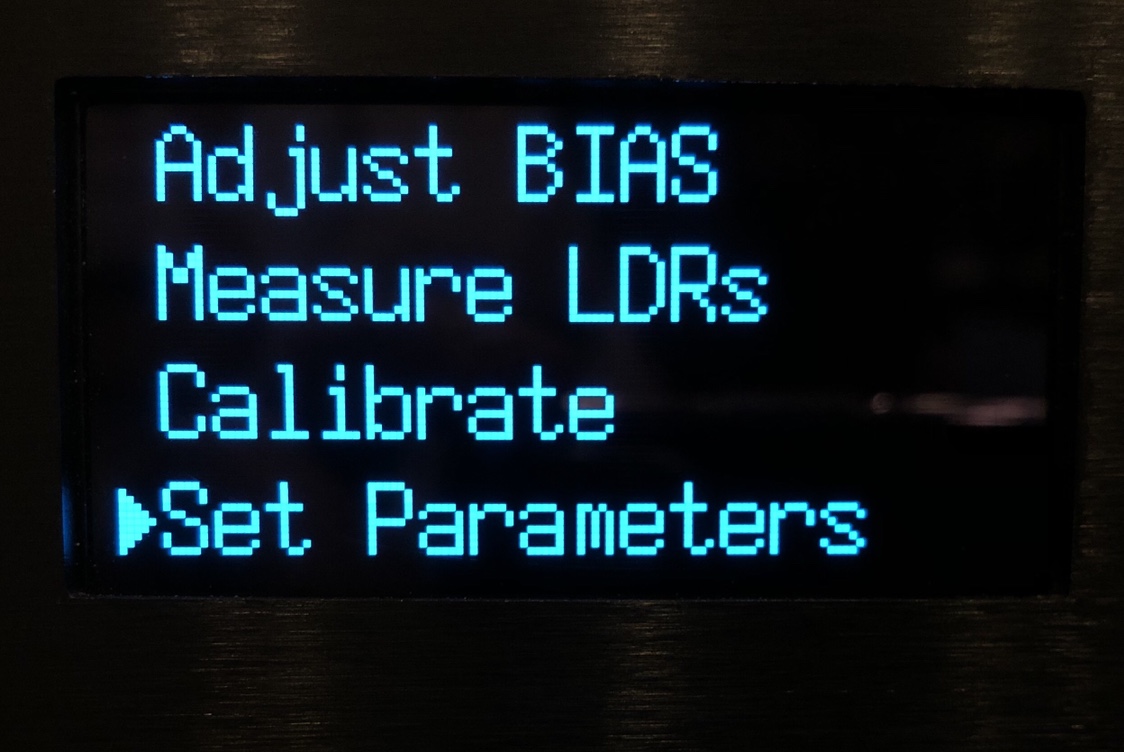 Adjust BIAS
Measure LDRs
Calibrate
▶Set Parameters